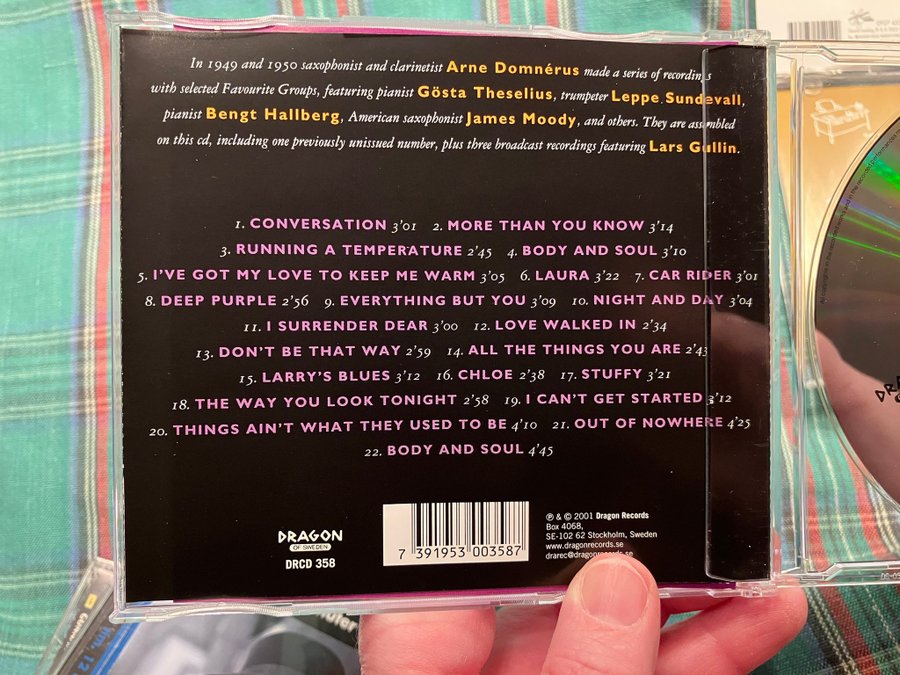 In 1949 and 1950 saxophonist and clarinetist Arne Domnérus made a series of recordings
with selected Favourite Groups, featuring pianist Gösta Theselius, trumpeter Leppe Sundevall,
pianist Bengt Hallberg, American saxophonist James Moody, and others. They are assembled
on this cd, including one previously unissued number, plus three broadcast recordings featuring Lars Gullin.
1. CONVERSATION 3'01 2. MORE THAN YOU KNOW 3'14
3. RUNNING A TEMPERATURE 2'45 4. BODY AND SOUL 3'10
5. I'VE GOT MY LOVE TO KEEP ME WARM 3'05 6. LAURA 3'22 7. CAR RIDER 3'01
8. DEEP PURPLE 2'56 9. EVERYTHING BUT YOU 3'09 10. NIGHT AND DAY 3'04
11. I SURRENDER DEAR 3'00 12. LOVE WALKED IN 2'34
13. DON'T BE THAT WAY 2'59 14. ALL THE THINGS YOU ARE 2'43
15. LARRY'S BLUES 3'12 16. CHLOE 2'38 17. STUFFY 3'21
18. THE WAY YOU LOOK TONIGHT 2'58 19. I CAN'T GET STARTED 3'12
20. THINGS AIN'T WHAT THEY USED TO BE 4'10 21. OUT OF NOWHERE 4'25
22. BODY AND SOUL 4'45
DRAGON
OF SWEDEN
DRCD 358
7 391953 003587
℗ & © 2001 Dragon Records
Box 4068,
SE-102 62 Stockholm, Sweden
www.dragonrecords.se
drarec@dragonrecords.se